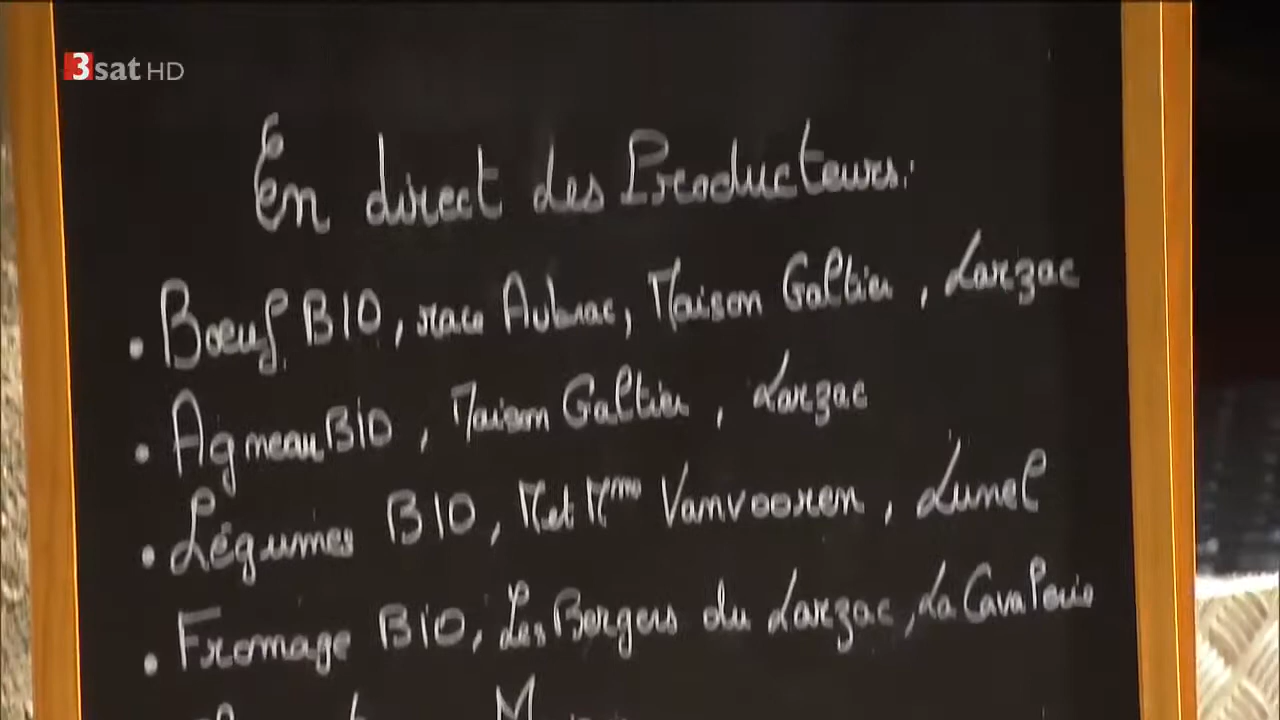 3sat HD
En direct des Producteurs:
• Bœuf BIO, race Aubrac, Maison Galtier, Larzac
• Agneau BIO, Maison Galtier, Larzac
• Légumes BIO, M et Mme Vanvooren, Lunel
• Fromage BIO, Les Bergers du Larzac, La Cavalerie